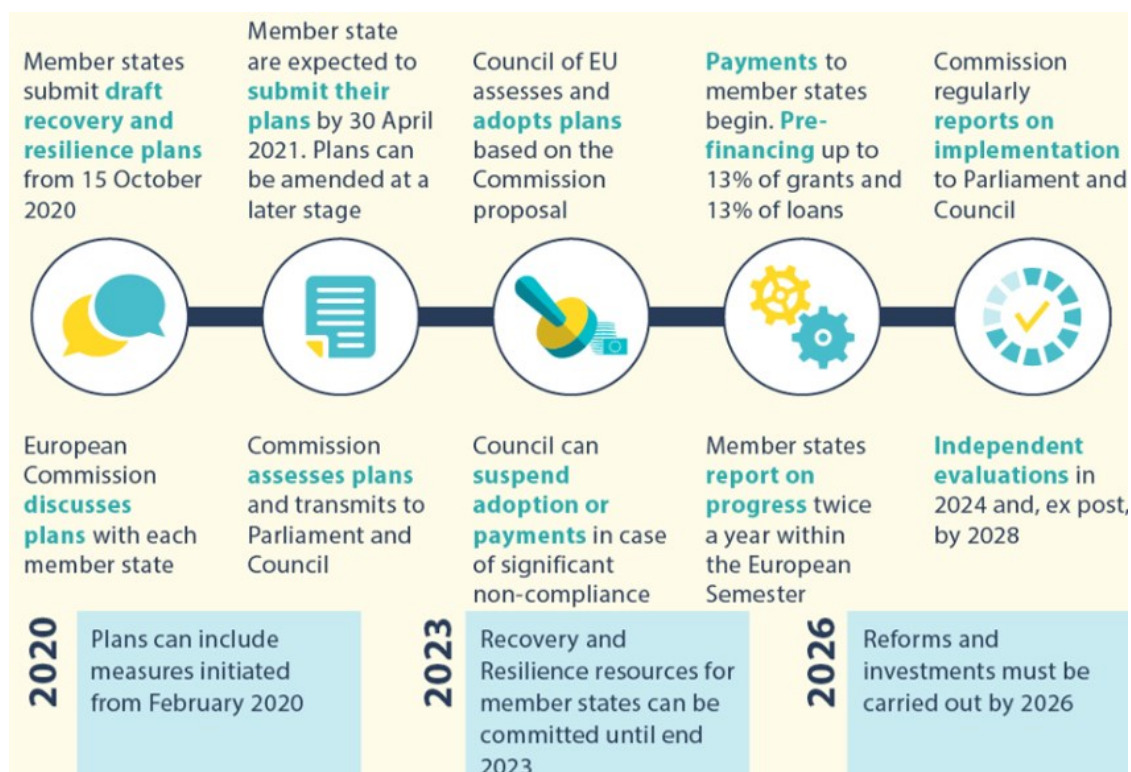 Member states
submit draft
recovery and
resilience plans
from 15 October
2020
Member state
are expected to
submit their
plans by 30 April
2021. Plans can
be amended at a
later stage
Council of EU
assesses and
adopts plans
based on the
Commission
proposal
Payments to
member states
begin. Pre-
financing up to
13% of grants and
13% of loans
Commission
regularly
reports on
implementation
to Parliament and
Council
European
Commission
discusses
plans with each
member state
Commission
assesses plans
and transmits to
Parliament and
Council
Council can
suspend
adoption or
payments in case
of significant
non-compliance
Member states
report on
progress twice
a year within
the European
Semester
Independent
evaluations in
2024 and, ex post,
by 2028
2020
Plans can include
measures initiated
from February 2020
2023
Recovery and
Resilience resources for
member states can be
committed until end
2023
2026
Reforms and
investments must be
carried out by 2026